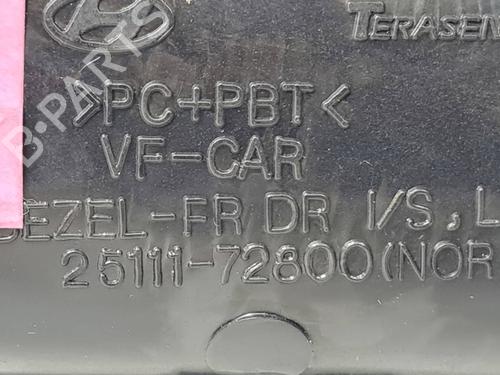 TERASEN
>PC+PBT<
VF-CAR
BEZEL-FR DR I/S, L
25111-72800(NOR
B-PARTS